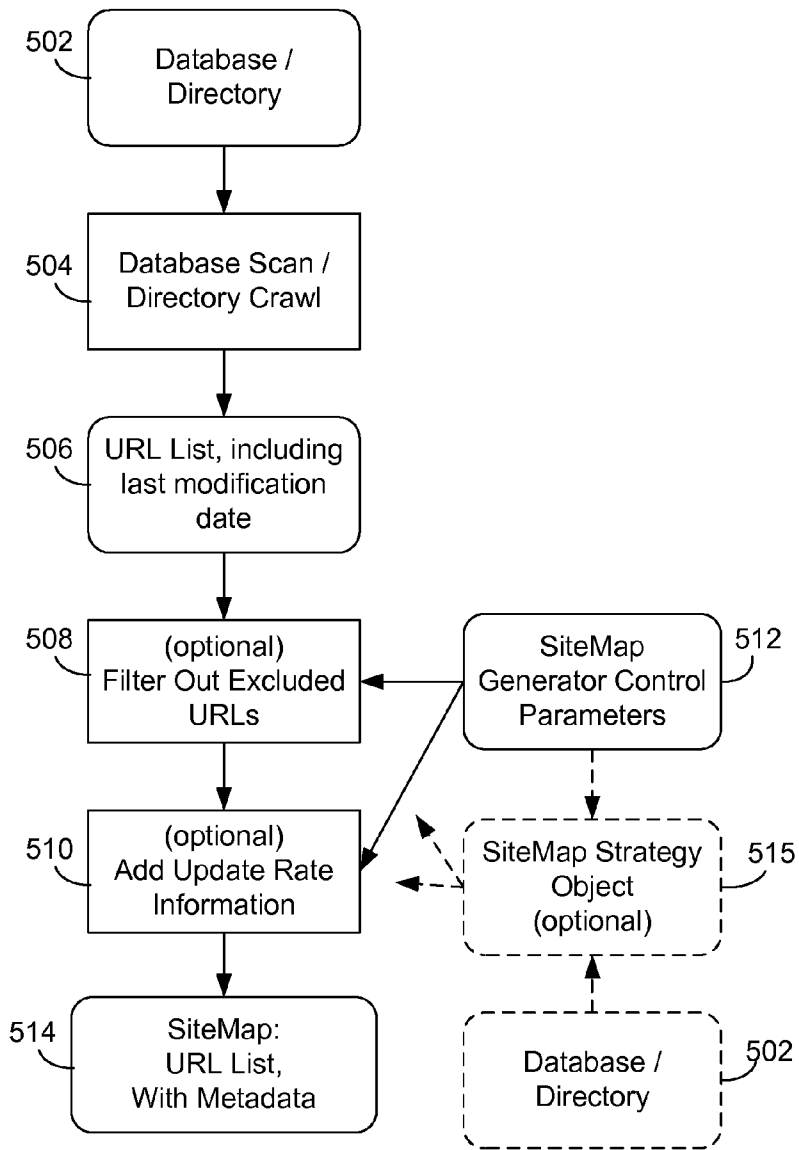 502
Database /
Directory
504
Database Scan /
Directory Crawl
506
URL List, including
last modification
date
508
(optional)
Filter Out Excluded
URLs
512
SiteMap
Generator Control
Parameters
510
(optional)
Add Update Rate
Information
515
SiteMap Strategy
Object
(optional)
514
SiteMap:
URL List,
With Metadata
502
Database /
Directory